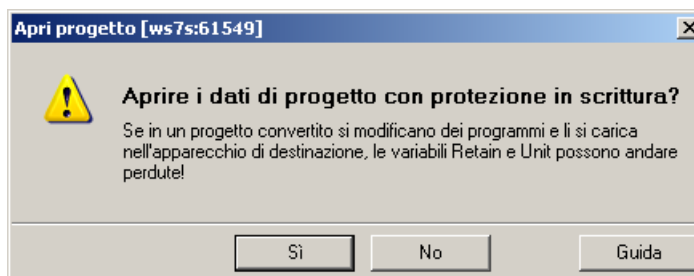 Apri progetto [ws7s:61549]
Aprire i dati di progetto con protezione in scrittura?
Se in un progetto convertito si modificano dei programmi e li si carica
nell'apparecchio di destinazione, le variabili Retain e Unit possono andare
perdute!
Sì No Guida